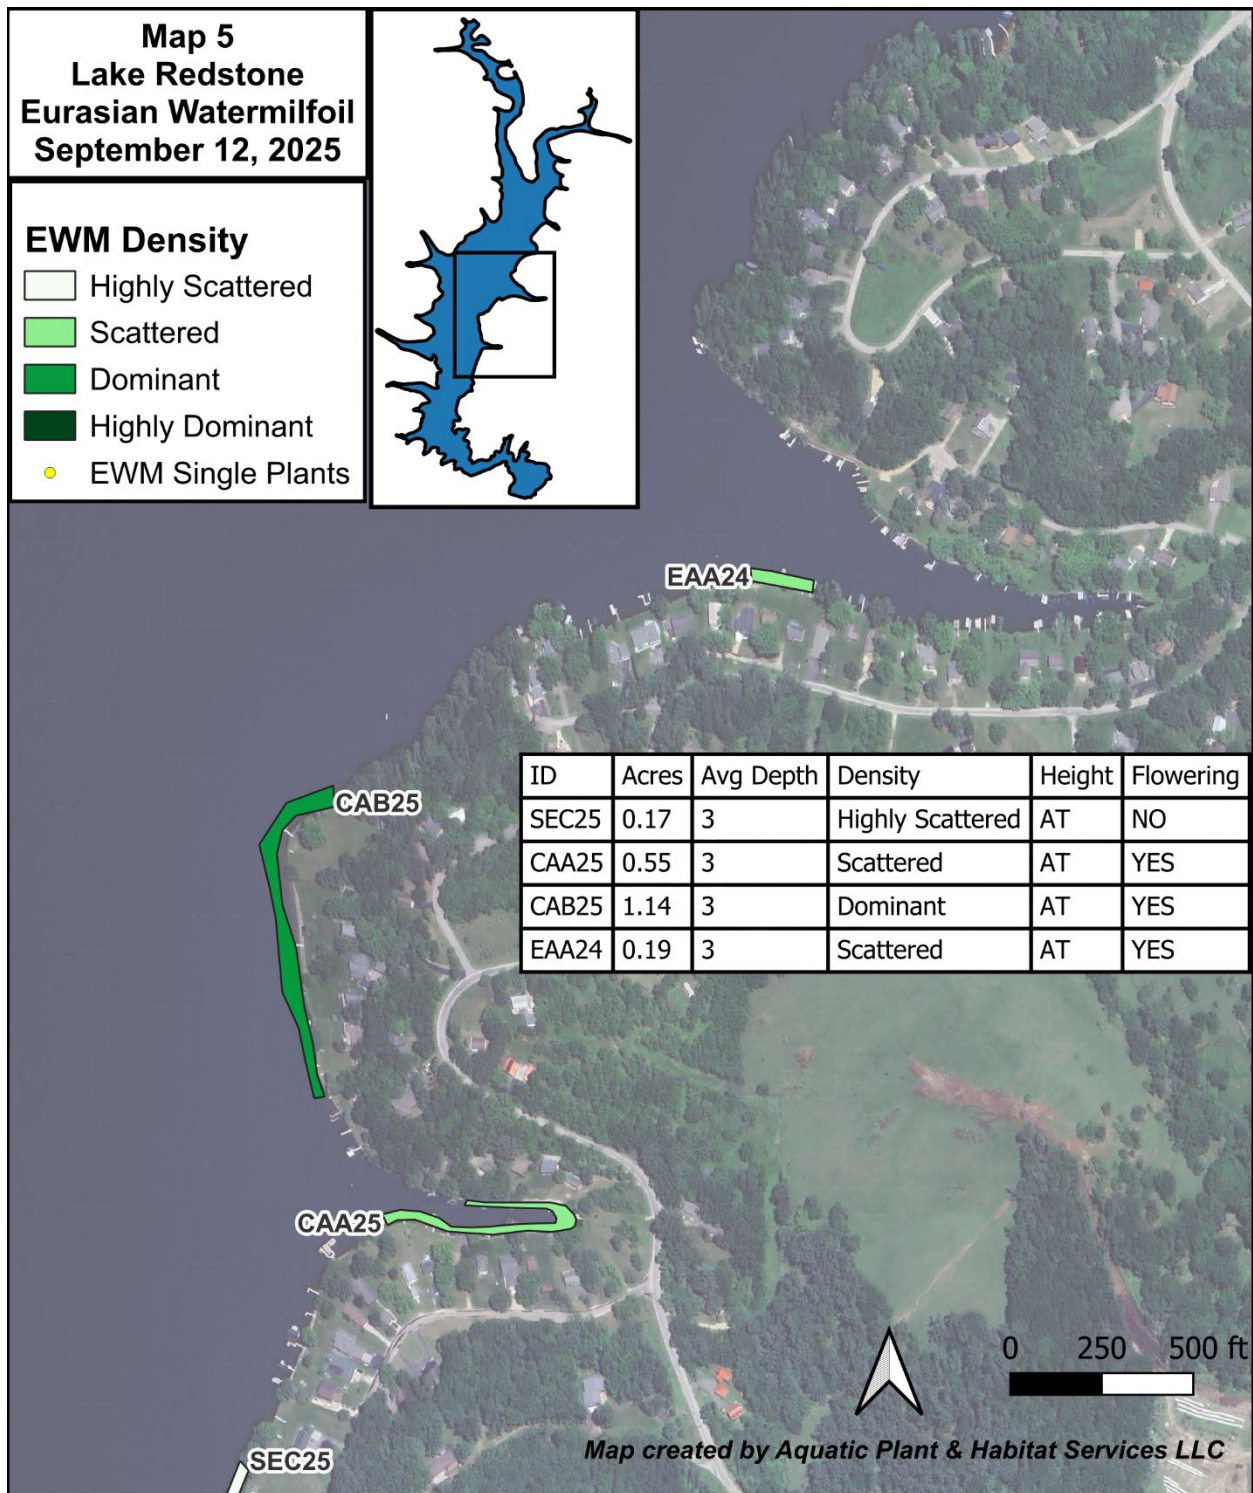 Map 5
Lake Redstone
Eurasian Watermilfoil
September 12, 2025
EWM Density
Highly Scattered
Scattered
Dominant
Highly Dominant
EWM Single Plants
EAA24
CAB25
ID Acres Avg Depth Density Height Flowering
SEC25 0.17 3 Highly Scattered AT NO
CAA25 0.55 3 Scattered AT YES
CAB25 1.14 3 Dominant AT YES
EAA24 0.19 3 Scattered AT YES
CAA25
0 250 500 ft
Map created by Aquatic Plant & Habitat Services LLC
SEC25